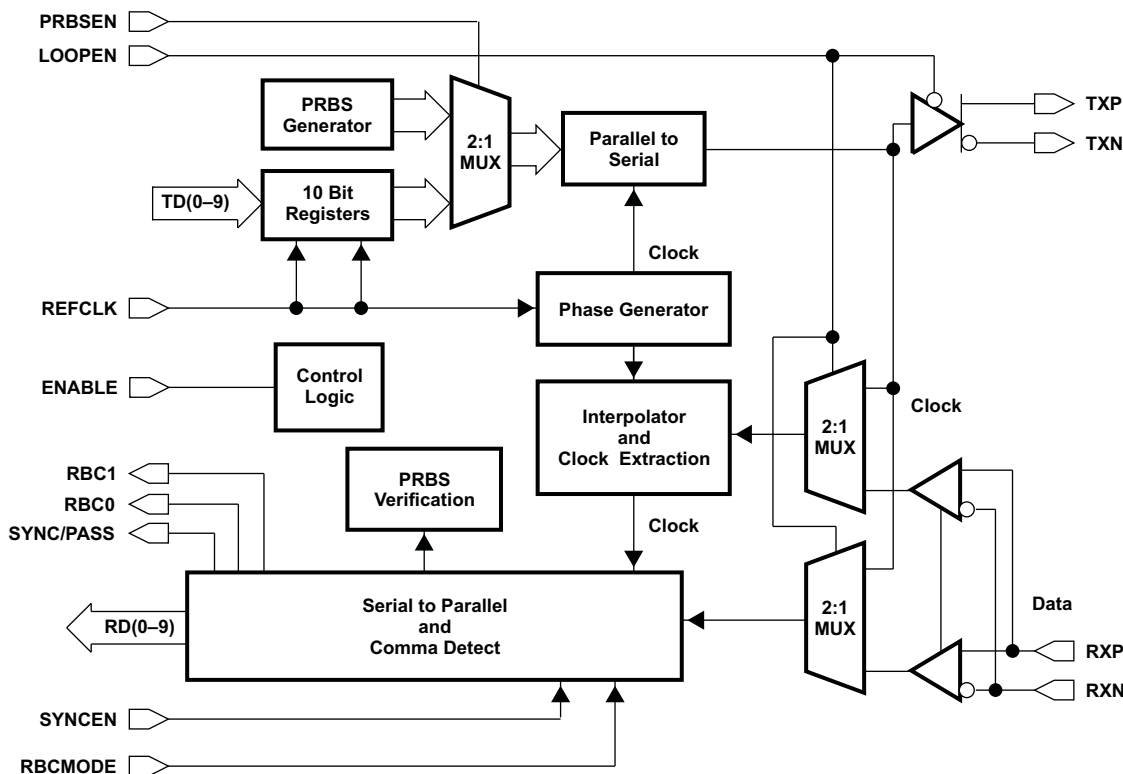 PRBSEN
LOOPEN
PRBS
Generator
2:1
MUX
Parallel to
Serial
TXP
TXN
TD(0–9)
10 Bit
Registers
Clock
REFCLK
Phase Generator
ENABLE
Control
Logic
Interpolator
and
Clock Extraction
2:1
MUX
Clock
RBC1
RBC0
SYNC/PASS
PRBS
Verification
Clock
RD(0–9)
Serial to Parallel
and
Comma Detect
2:1
MUX
Data
RXP
RXN
SYNCEN
RBCMODE